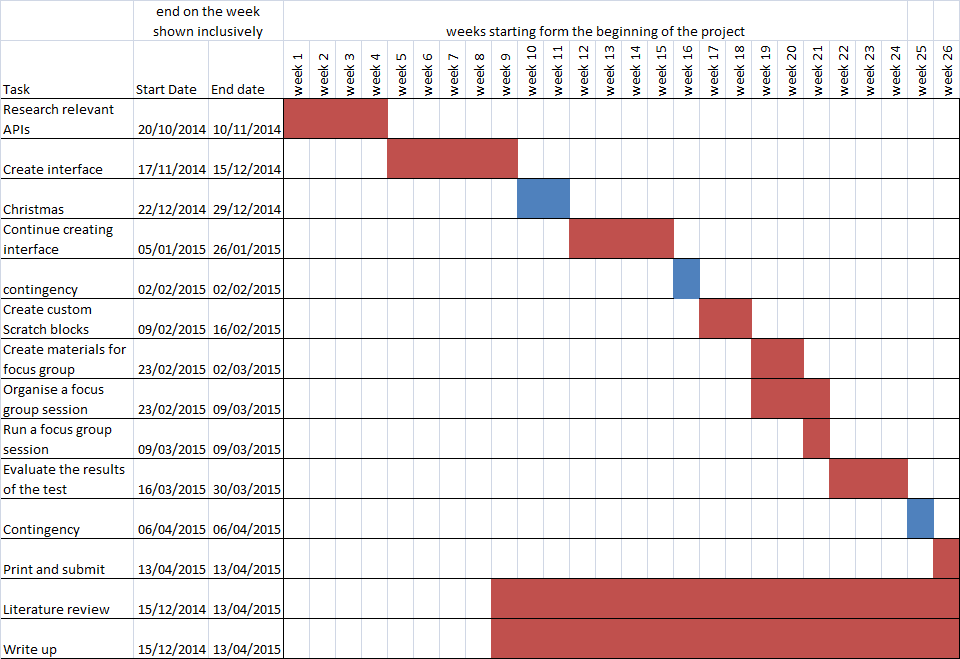 end on the week
shown inclusively
weeks starting form the beginning of the project
Task Start Date End date week 1 week 2 week 3 week 4 week 5 week 6 week 7 week 8 week 9 week 10 week 11 week 12 week 13 week 14 week 15 week 16 week 17 week 18 week 19 week 20 week 21 week 22 week 23 week 24 week 25 week 26
Research relevant
APIs 20/10/2014 10/11/2014
Create interface 17/11/2014 15/12/2014
Christmas 22/12/2014 29/12/2014
Continue creating
interface 05/01/2015 26/01/2015
contingency 02/02/2015 02/02/2015
Create custom
Scratch blocks 09/02/2015 16/02/2015
Create materials for
focus group 23/02/2015 02/03/2015
Organise a focus
group session 23/02/2015 09/03/2015
Run a focus group
session 09/03/2015 09/03/2015
Evaluate the results
of the test 16/03/2015 30/03/2015
Contingency 06/04/2015 06/04/2015
Print and submit 13/04/2015 13/04/2015
Literature review 15/12/2014 13/04/2015
Write up 15/12/2014 13/04/2015